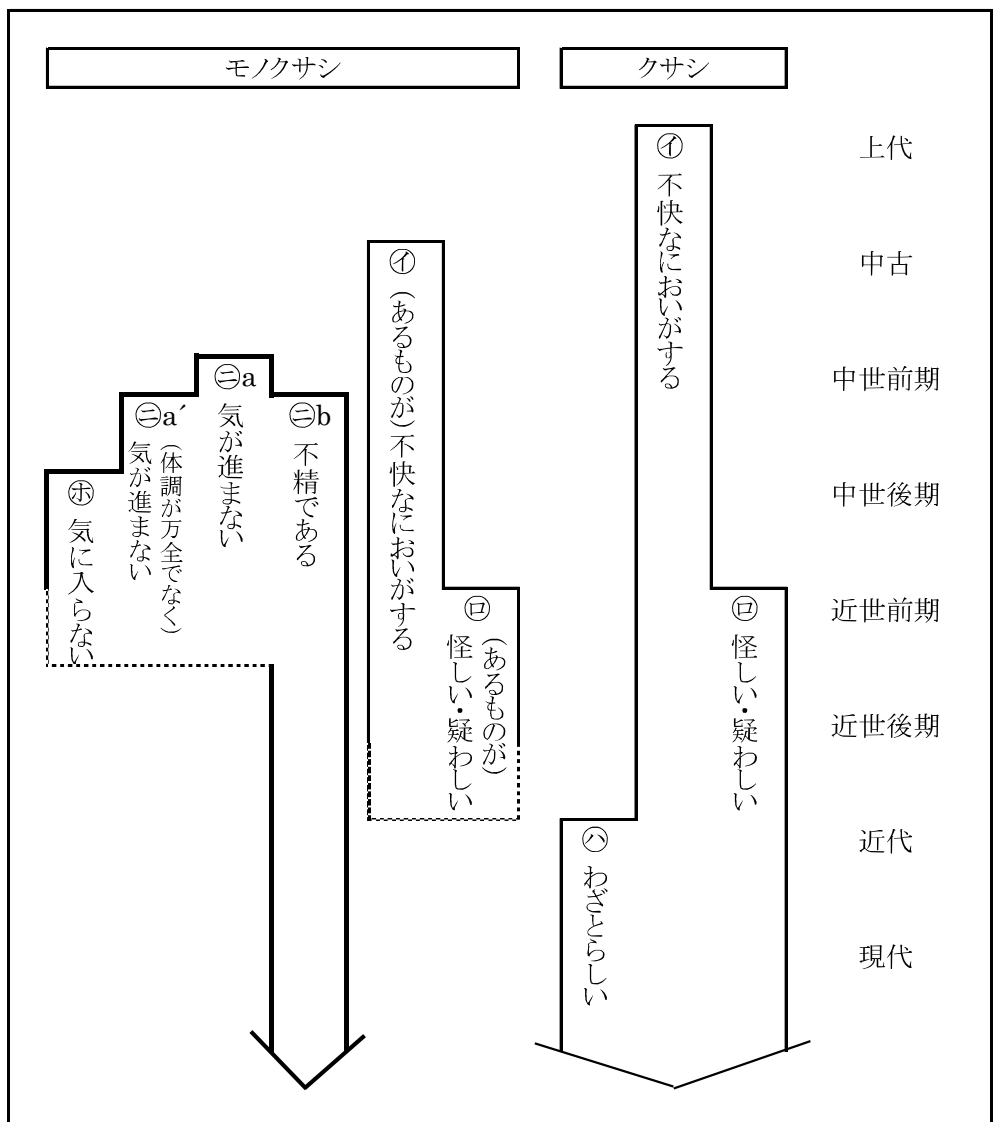 モノクサシ
クサシ
上代
中古
中世前期
中世後期
近世前期
近世後期
近代
現代
㋑ 不快なにおいがする
㋺ 怪しい・疑わしい
㋩ わざとらしい
㋑ (あるものが)不快なにおいがする
㋺ (あるものが)
怪しい・疑わしい
㋥a 気が進まない
㋥b 不精である
㋥a´ (体調が万全でなく)
気が進まない
㋭ 気に入らない